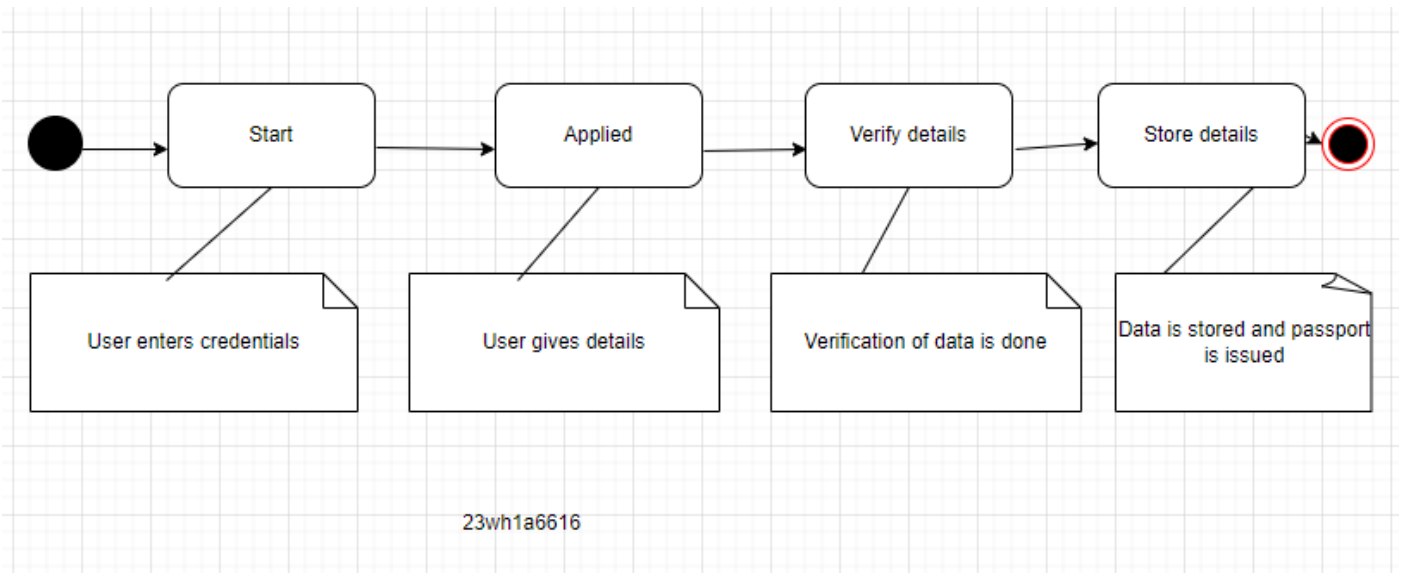 Start
Applied
Verify details
Store details
User enters credentials
User gives details
Verification of data is done
Data is stored and passport
is issued
23wh1a6616